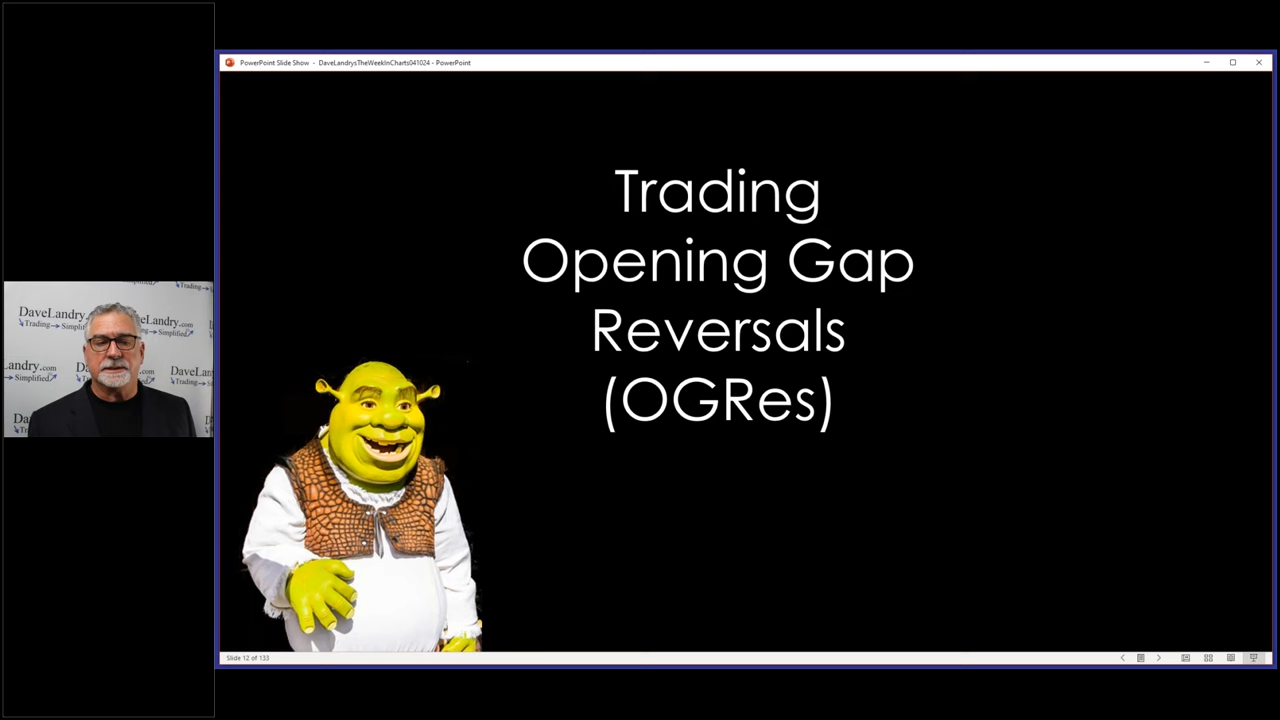 PowerPoint Slide Show - DaveLandrysTheWeekInCharts041024 - PowerPoint
Trading
Opening Gap
Reversals
(OGRes)
DaveLandry.com
Trading Simplified
Slide 12 of 133